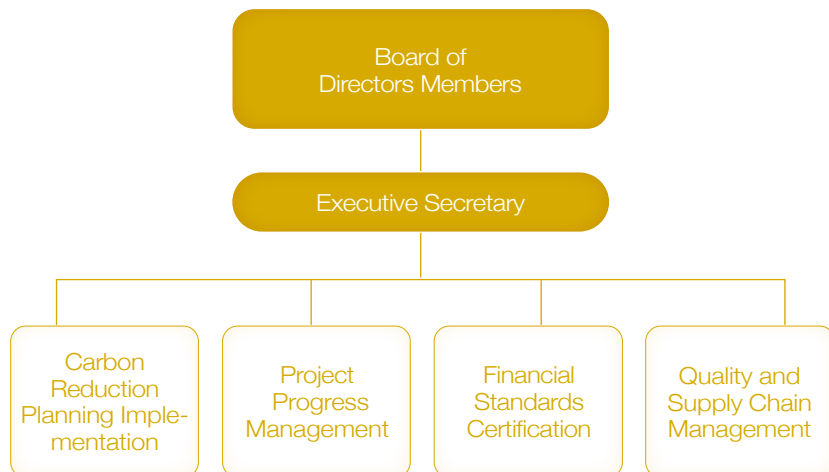 Board of
Directors Members
Executive Secretary
Carbon
Reduction
Planning Imple-
mentation
Project
Progress
Management
Financial
Standards
Certification
Quality and
Supply Chain
Management